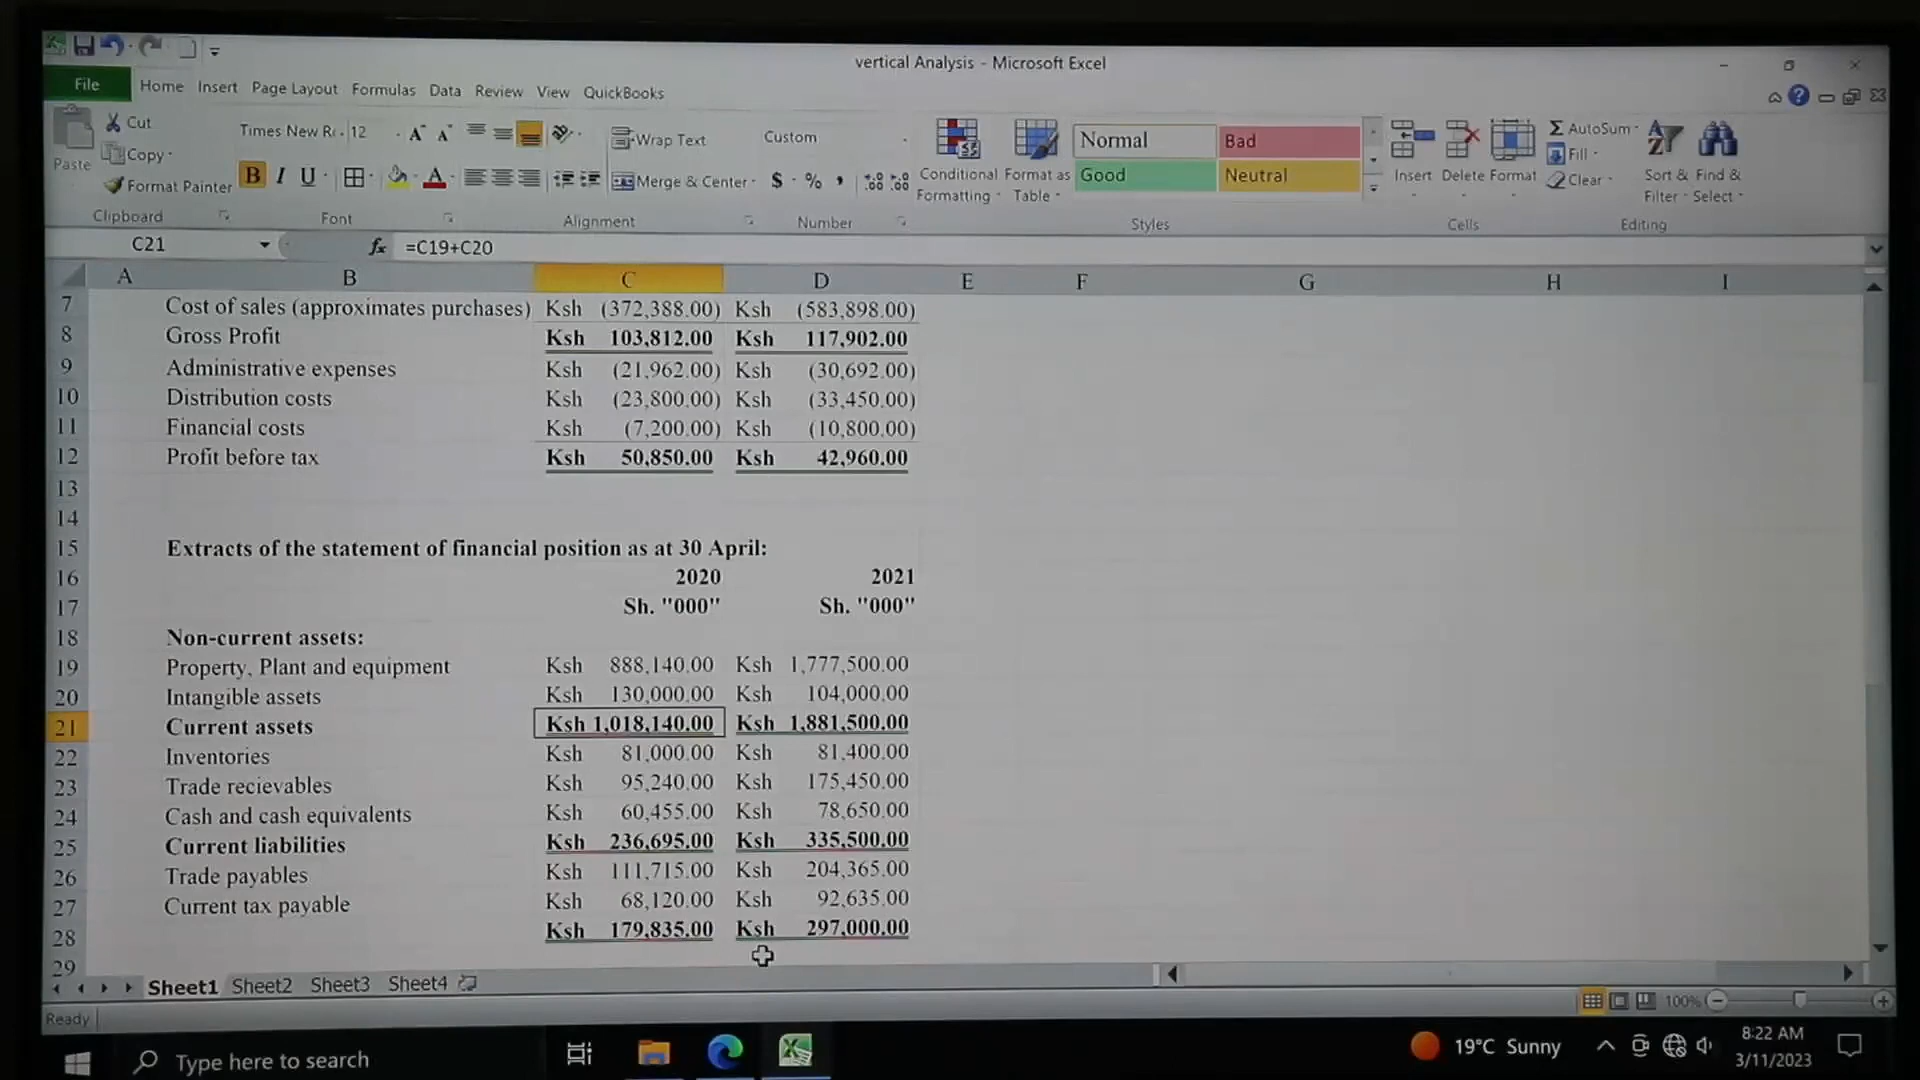 vertical Analysis - Microsoft Excel
File Home Insert Page Layout Formulas Data Review View QuickBooks
Cut
Copy
Format Painter
Paste
Clipboard
Times New R 12
B I U
Font
Wrap Text
Merge & Center
Alignment
Custom
$ % ,
Number
Conditional Formatting
Format as Table
Normal Bad
Good Neutral
Styles
Insert Delete Format
Cells
Σ AutoSum
Fill
Clear
Sort & Filter
Find & Select
Editing
C21 fx =C19+C20
A B C D E F G H I
7 Cost of sales (approximates purchases) Ksh (372,388.00) Ksh (583,898.00)
8 Gross Profit Ksh 103,812.00 Ksh 117,902.00
9 Administrative expenses Ksh (21,962.00) Ksh (30,692.00)
10 Distribution costs Ksh (23,800.00) Ksh (33,450.00)
11 Financial costs Ksh (7,200.00) Ksh (10,800.00)
12 Profit before tax Ksh 50,850.00 Ksh 42,960.00
13
14
15 Extracts of the statement of financial position as at 30 April:
16 2020 2021
17 Sh. "000" Sh. "000"
18 Non-current assets:
19 Property, Plant and equipment Ksh 888,140.00 Ksh 1,777,500.00
20 Intangible assets Ksh 130,000.00 Ksh 104,000.00
21 Current assets Ksh 1,018,140.00 Ksh 1,881,500.00
22 Inventories Ksh 81,000.00 Ksh 81,400.00
23 Trade recievables Ksh 95,240.00 Ksh 175,450.00
24 Cash and cash equivalents Ksh 60,455.00 Ksh 78,650.00
25 Current liabilities Ksh 236,695.00 Ksh 335,500.00
26 Trade payables Ksh 111,715.00 Ksh 204,365.00
27 Current tax payable Ksh 68,120.00 Ksh 92,635.00
28 Ksh 179,835.00 Ksh 297,000.00
29
Sheet1 Sheet2 Sheet3 Sheet4
Ready 100%
Type here to search
19°C Sunny
8:22 AM
3/11/2023